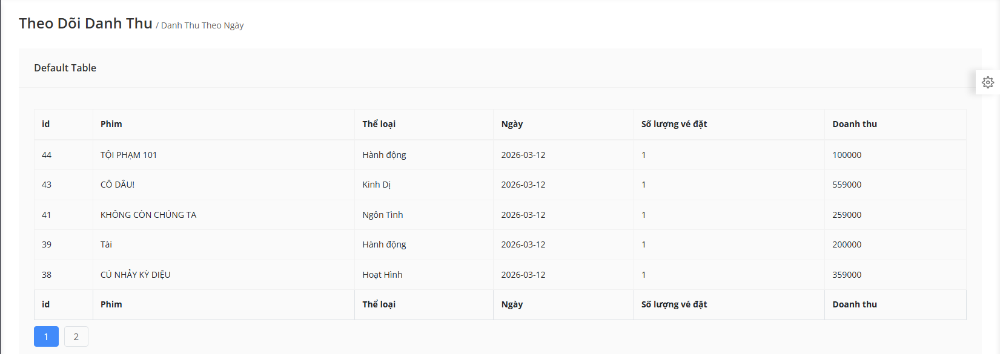 Theo Dõi Danh Thu / Danh Thu Theo Ngày
Default Table
id Phim Thể loại Ngày Số lượng vé đặt Doanh thu
44 TỘI PHẠM 101 Hành động 2026-03-12 1 100000
43 CÔ DÂU! Kinh Dị 2026-03-12 1 559000
41 KHÔNG CÒN CHÚNG TA Ngôn Tình 2026-03-12 1 259000
39 Tài Hành động 2026-03-12 1 200000
38 CÚ NHẢY KỲ DIỆU Hoạt Hình 2026-03-12 1 359000
id Phim Thể loại Ngày Số lượng vé đặt Doanh thu
1 2